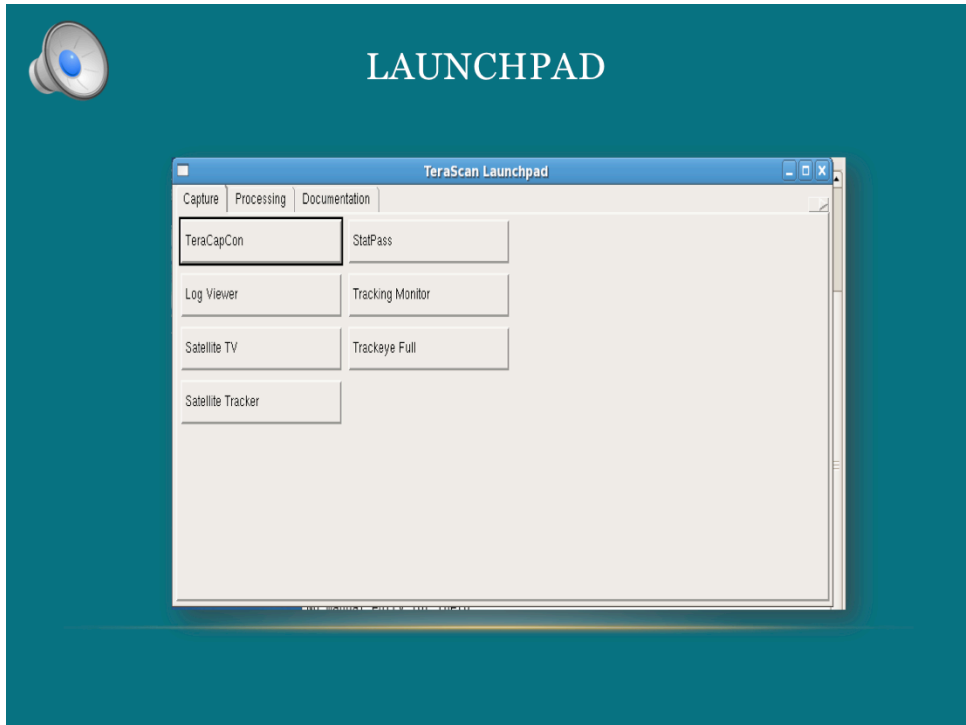 LAUNCHPAD
TeraScan Launchpad
Capture Processing Documentation
TeraCapCon StatPass
Log Viewer Tracking Monitor
Satellite TV Trackeye Full
Satellite Tracker